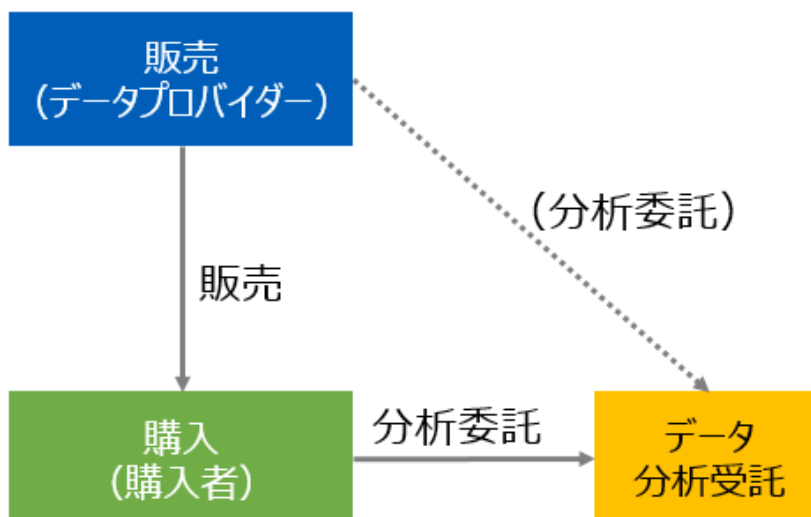 販売
（データプロバイダー）
（分析委託）
販売
購入
（購入者）
分析委託
データ
分析受託